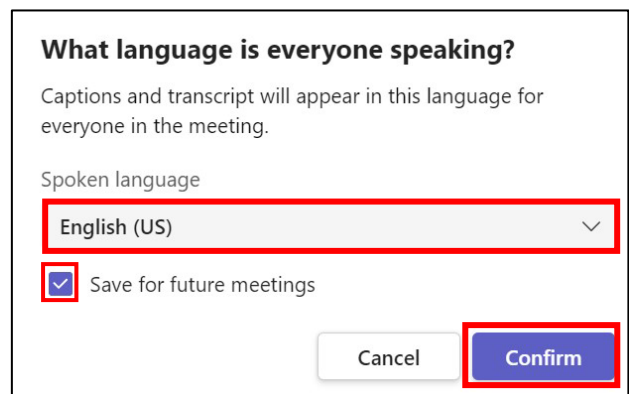 What language is everyone speaking?
Captions and transcript will appear in this language for
everyone in the meeting.
Spoken language
English (US)
Save for future meetings
Cancel
Confirm